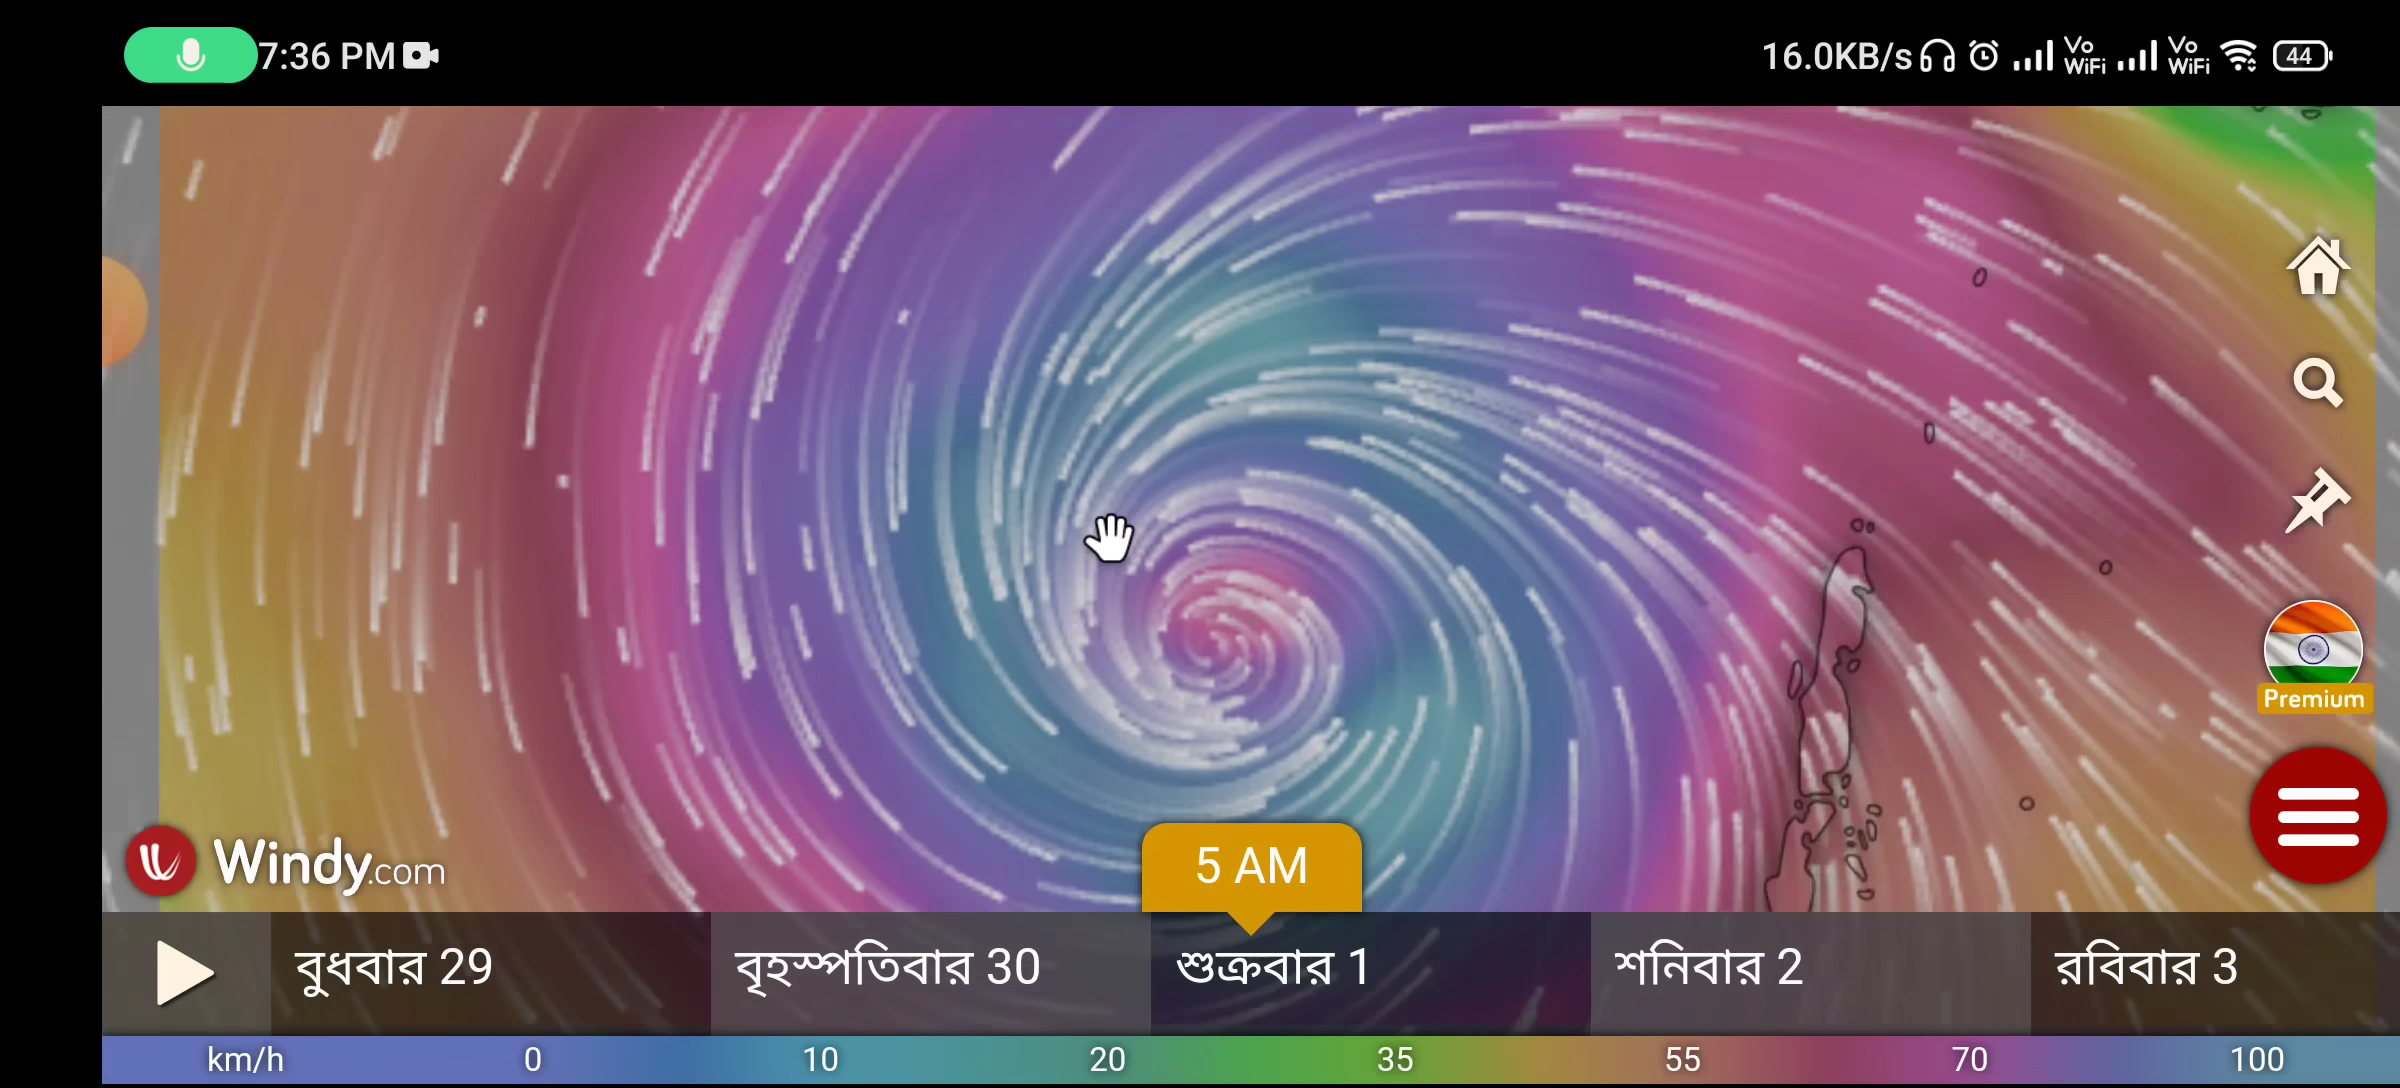 7:36 PM
16.0KB/s
Vo
WiFi
Vo
WiFi
44
Premium
Windy.com
5 AM
বুধবার 29
বৃহস্পতিবার 30
শুক্রবার 1
শনিবার 2
রবিবার 3
km/h 0 10 20 35 55 70 100